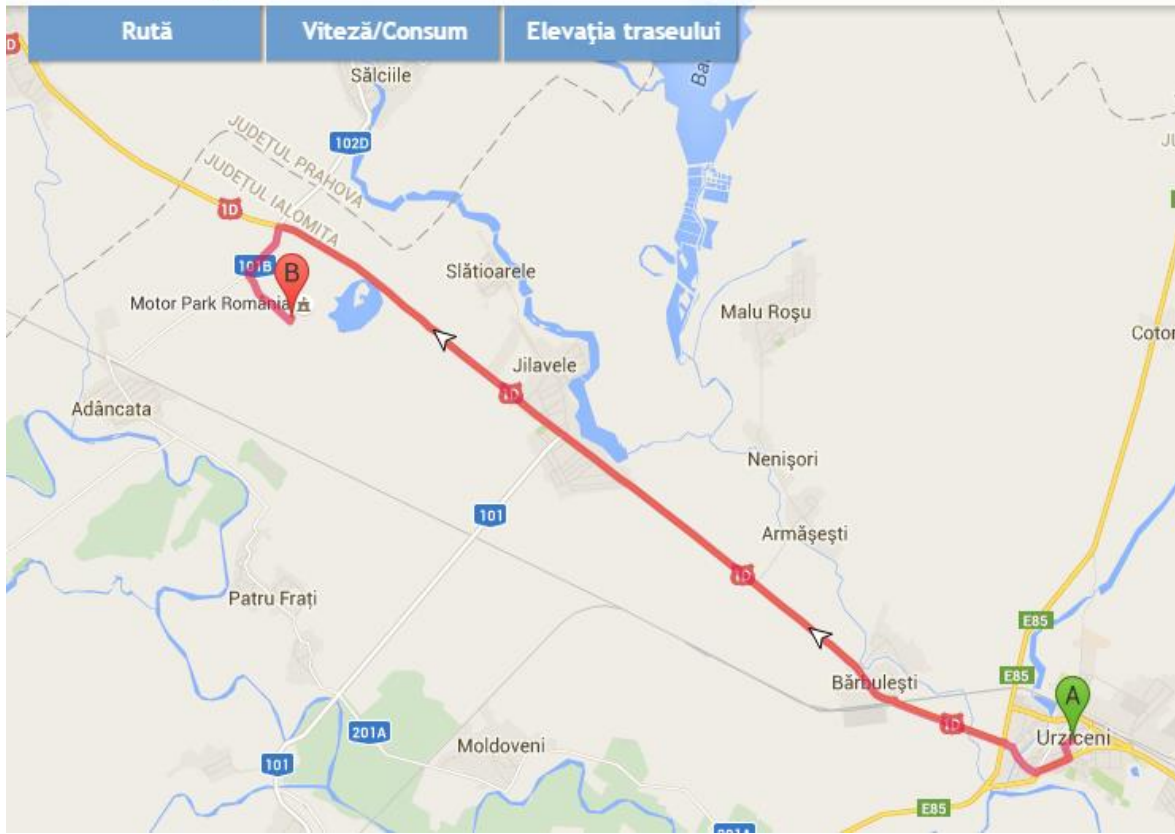 Rută
Viteză/Consum
Elevaţia traseului
1D
Sălciile
102D
JUDEŢUL PRAHOVA
JUDEŢUL IALOMIŢA
1D
101B
B
Motor Park Romania
Slătioarele
Malu Roşu
Jilavele
1D
Adâncata
Nenişori
101
Armăşeşti
1D
Patru Fraţi
E85
E85
Bărbuleşti
A
1D
Urziceni
201A
Moldoveni
101
E85